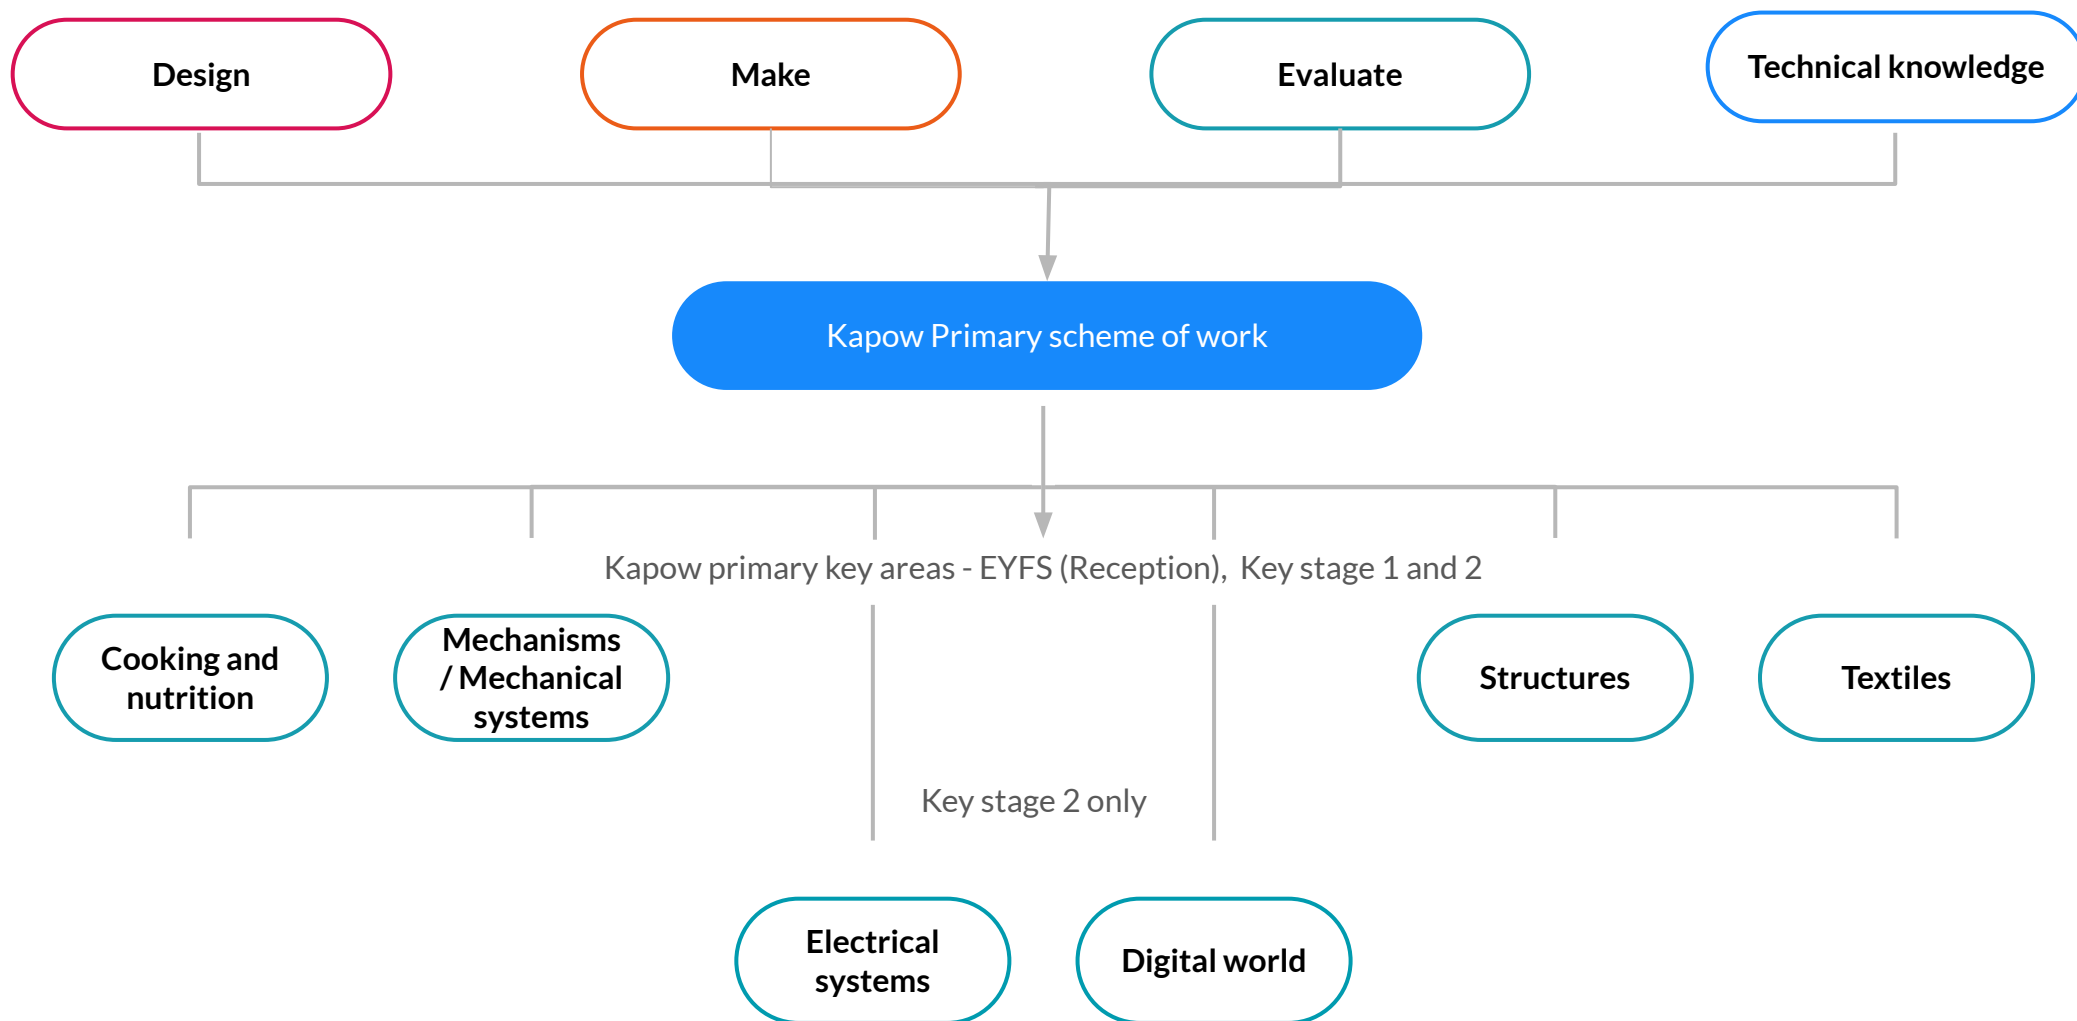 Design
Make
Evaluate
Technical knowledge
Kapow Primary scheme of work
Kapow primary key areas - EYFS (Reception),  Key stage 1 and 2
Cooking and
nutrition
Mechanisms
/ Mechanical
systems
Structures
Textiles
Key stage 2 only
Electrical
systems
Digital world